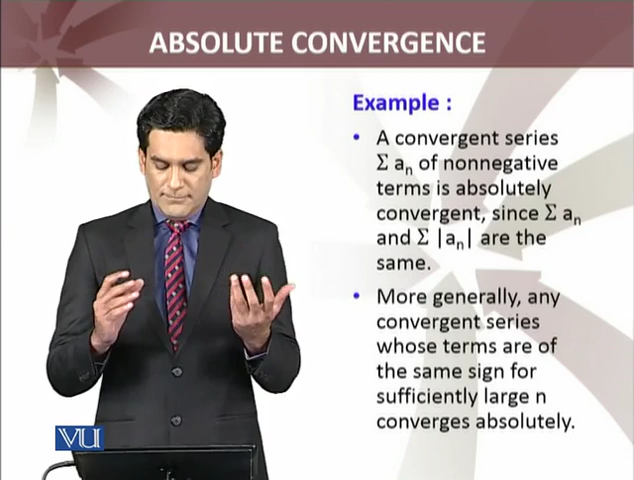 ABSOLUTE CONVERGENCE
Example :
• A convergent series
Σ aₙ of nonnegative
terms is absolutely
convergent, since Σ aₙ
and Σ |aₙ| are the
same.
• More generally, any
convergent series
whose terms are of
the same sign for
sufficiently large n
converges absolutely.
VU